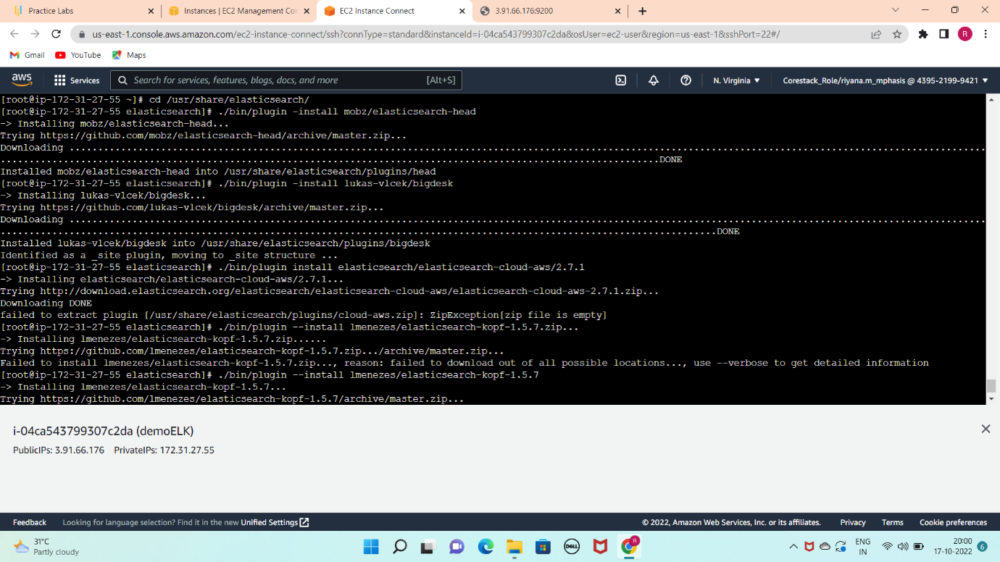 Practice Labs
Instances | EC2 Management Con
EC2 Instance Connect
3.91.66.176:9200
us-east-1.console.aws.amazon.com/ec2-instance-connect/ssh?connType=standard&instanceId=i-04ca543799307c2da&osUser=ec2-user&region=us-east-1&sshPort=22#/
R
Gmail
YouTube
Maps
aws
Services
Search for services, features, blogs, docs, and more
[Alt+S]
N. Virginia
Corestack_Role/riyana.m_mphasis @ 4395-2199-9421
[root@ip-172-31-27-55 ~]# cd /usr/share/elasticsearch/
[root@ip-172-31-27-55 elasticsearch]# ./bin/plugin -install mobz/elasticsearch-head
-> Installing mobz/elasticsearch-head...
Trying https://github.com/mobz/elasticsearch-head/archive/master.zip...
Downloading ................................................................................................................................................................
...................................................................................................................DONE
Installed mobz/elasticsearch-head into /usr/share/elasticsearch/plugins/head
[root@ip-172-31-27-55 elasticsearch]# ./bin/plugin -install lukas-vlcek/bigdesk
-> Installing lukas-vlcek/bigdesk...
Trying https://github.com/lukas-vlcek/bigdesk/archive/master.zip...
Downloading ................................................................................................................................................................
.............................................................................................................................DONE
Installed lukas-vlcek/bigdesk into /usr/share/elasticsearch/plugins/bigdesk
Identified as a _site plugin, moving to _site structure ...
[root@ip-172-31-27-55 elasticsearch]# ./bin/plugin install elasticsearch/elasticsearch-cloud-aws/2.7.1
-> Installing elasticsearch/elasticsearch-cloud-aws/2.7.1...
Trying http://download.elasticsearch.org/elasticsearch/elasticsearch-cloud-aws/elasticsearch-cloud-aws-2.7.1.zip...
Downloading DONE
failed to extract plugin [/usr/share/elasticsearch/plugins/cloud-aws.zip]: ZipException[zip file is empty]
[root@ip-172-31-27-55 elasticsearch]# ./bin/plugin --install lmenezes/elasticsearch-kopf-1.5.7.zip...
-> Installing lmenezes/elasticsearch-kopf-1.5.7.zip......
Trying https://github.com/lmenezes/elasticsearch-kopf-1.5.7.zip.../archive/master.zip...
Failed to install lmenezes/elasticsearch-kopf-1.5.7.zip..., reason: failed to download out of all possible locations..., use --verbose to get detailed information
[root@ip-172-31-27-55 elasticsearch]# ./bin/plugin --install lmenezes/elasticsearch-kopf-1.5.7
-> Installing lmenezes/elasticsearch-kopf-1.5.7...
Trying https://github.com/lmenezes/elasticsearch-kopf-1.5.7/archive/master.zip...
i-04ca543799307c2da (demoELK)
PublicIPs: 3.91.66.176 PrivateIPs: 172.31.27.55
Feedback
Looking for language selection? Find it in the new Unified Settings
© 2022, Amazon Web Services, Inc. or its affiliates.
Privacy
Terms
Cookie preferences
31°C
Partly cloudy
DELL
R
ENG
IN
20:00
17-10-2022
6